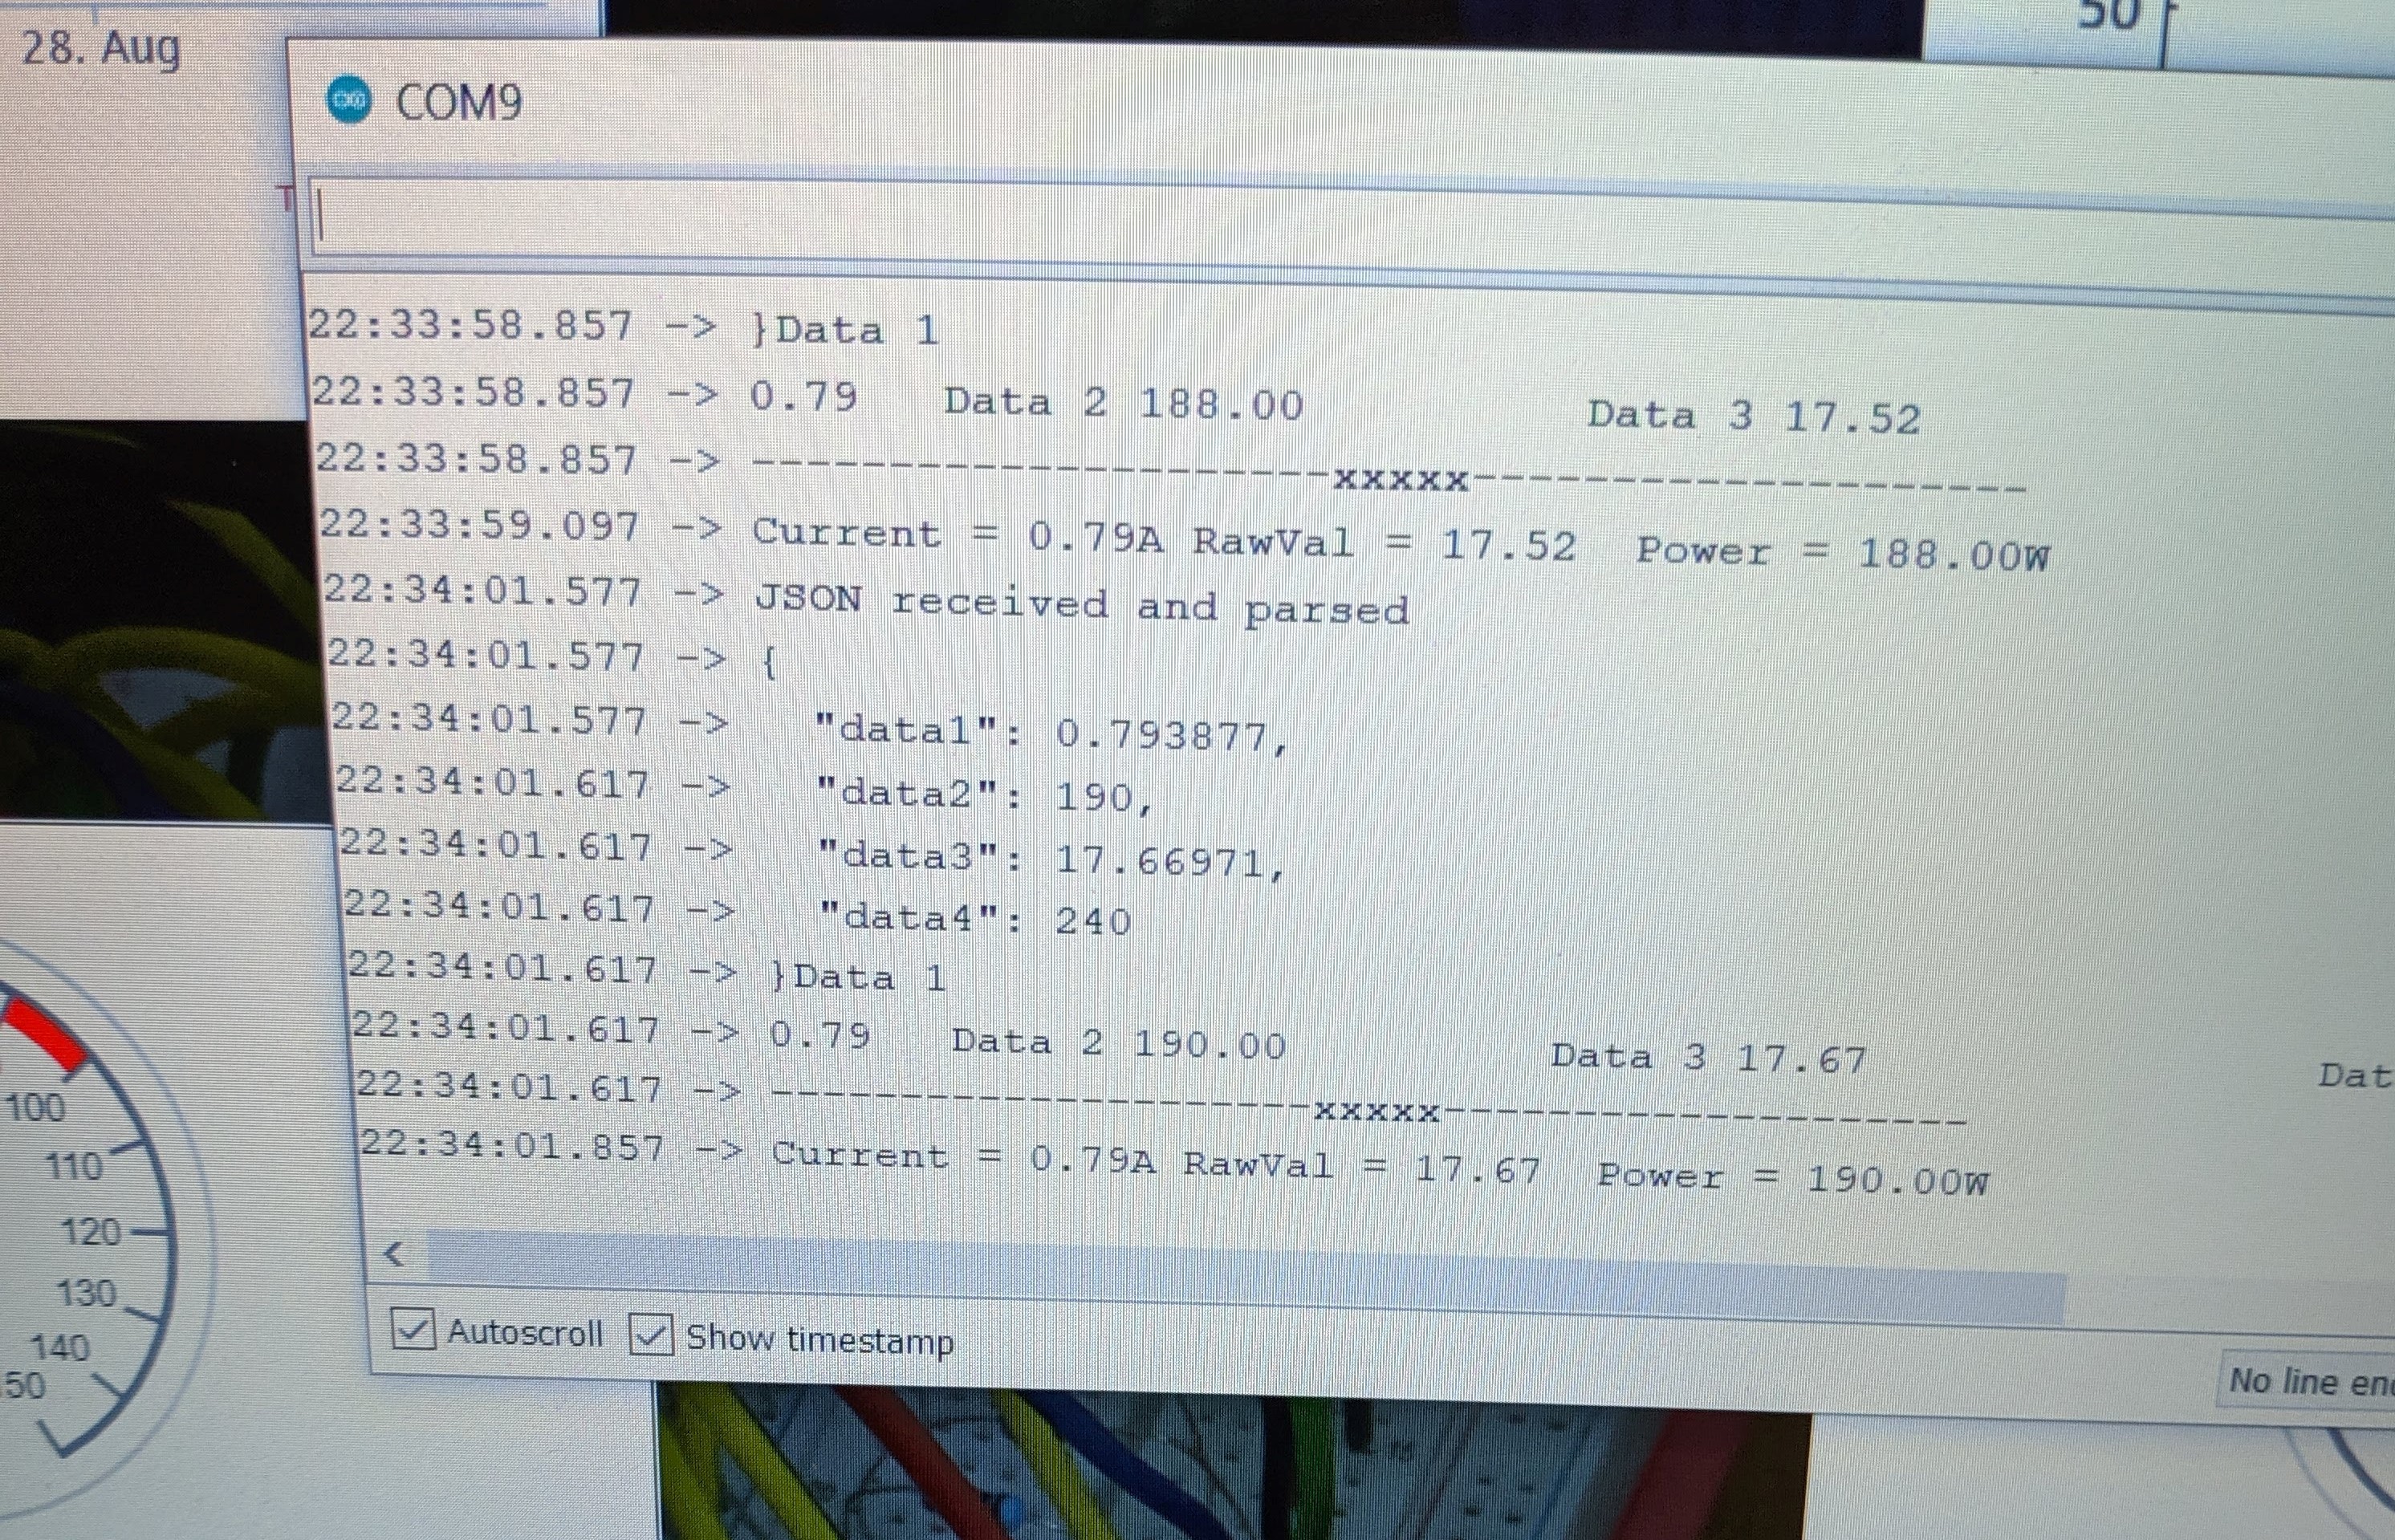 28. Aug
50
COM9
T
22:33:58.857 -> }Data 1
22:33:58.857 -> 0.79   Data 2 188.00          Data 3 17.52
22:33:58.857 -> ---------------------xxxxx--------------------
22:33:59.097 -> Current = 0.79A RawVal = 17.52  Power = 188.00W
22:34:01.577 -> JSON received and parsed
22:34:01.577 -> {
22:34:01.577 ->   "data1": 0.793877,
22:34:01.617 ->   "data2": 190,
22:34:01.617 ->   "data3": 17.66971,
22:34:01.617 ->   "data4": 240
22:34:01.617 -> }Data 1
22:34:01.617 -> 0.79   Data 2 190.00          Data 3 17.67          Dat
22:34:01.617 -> ---------------------xxxxx--------------------
22:34:01.857 -> Current = 0.79A RawVal = 17.67  Power = 190.00W
<
Autoscroll Show timestamp
No line en
100
110
120
130
140
50